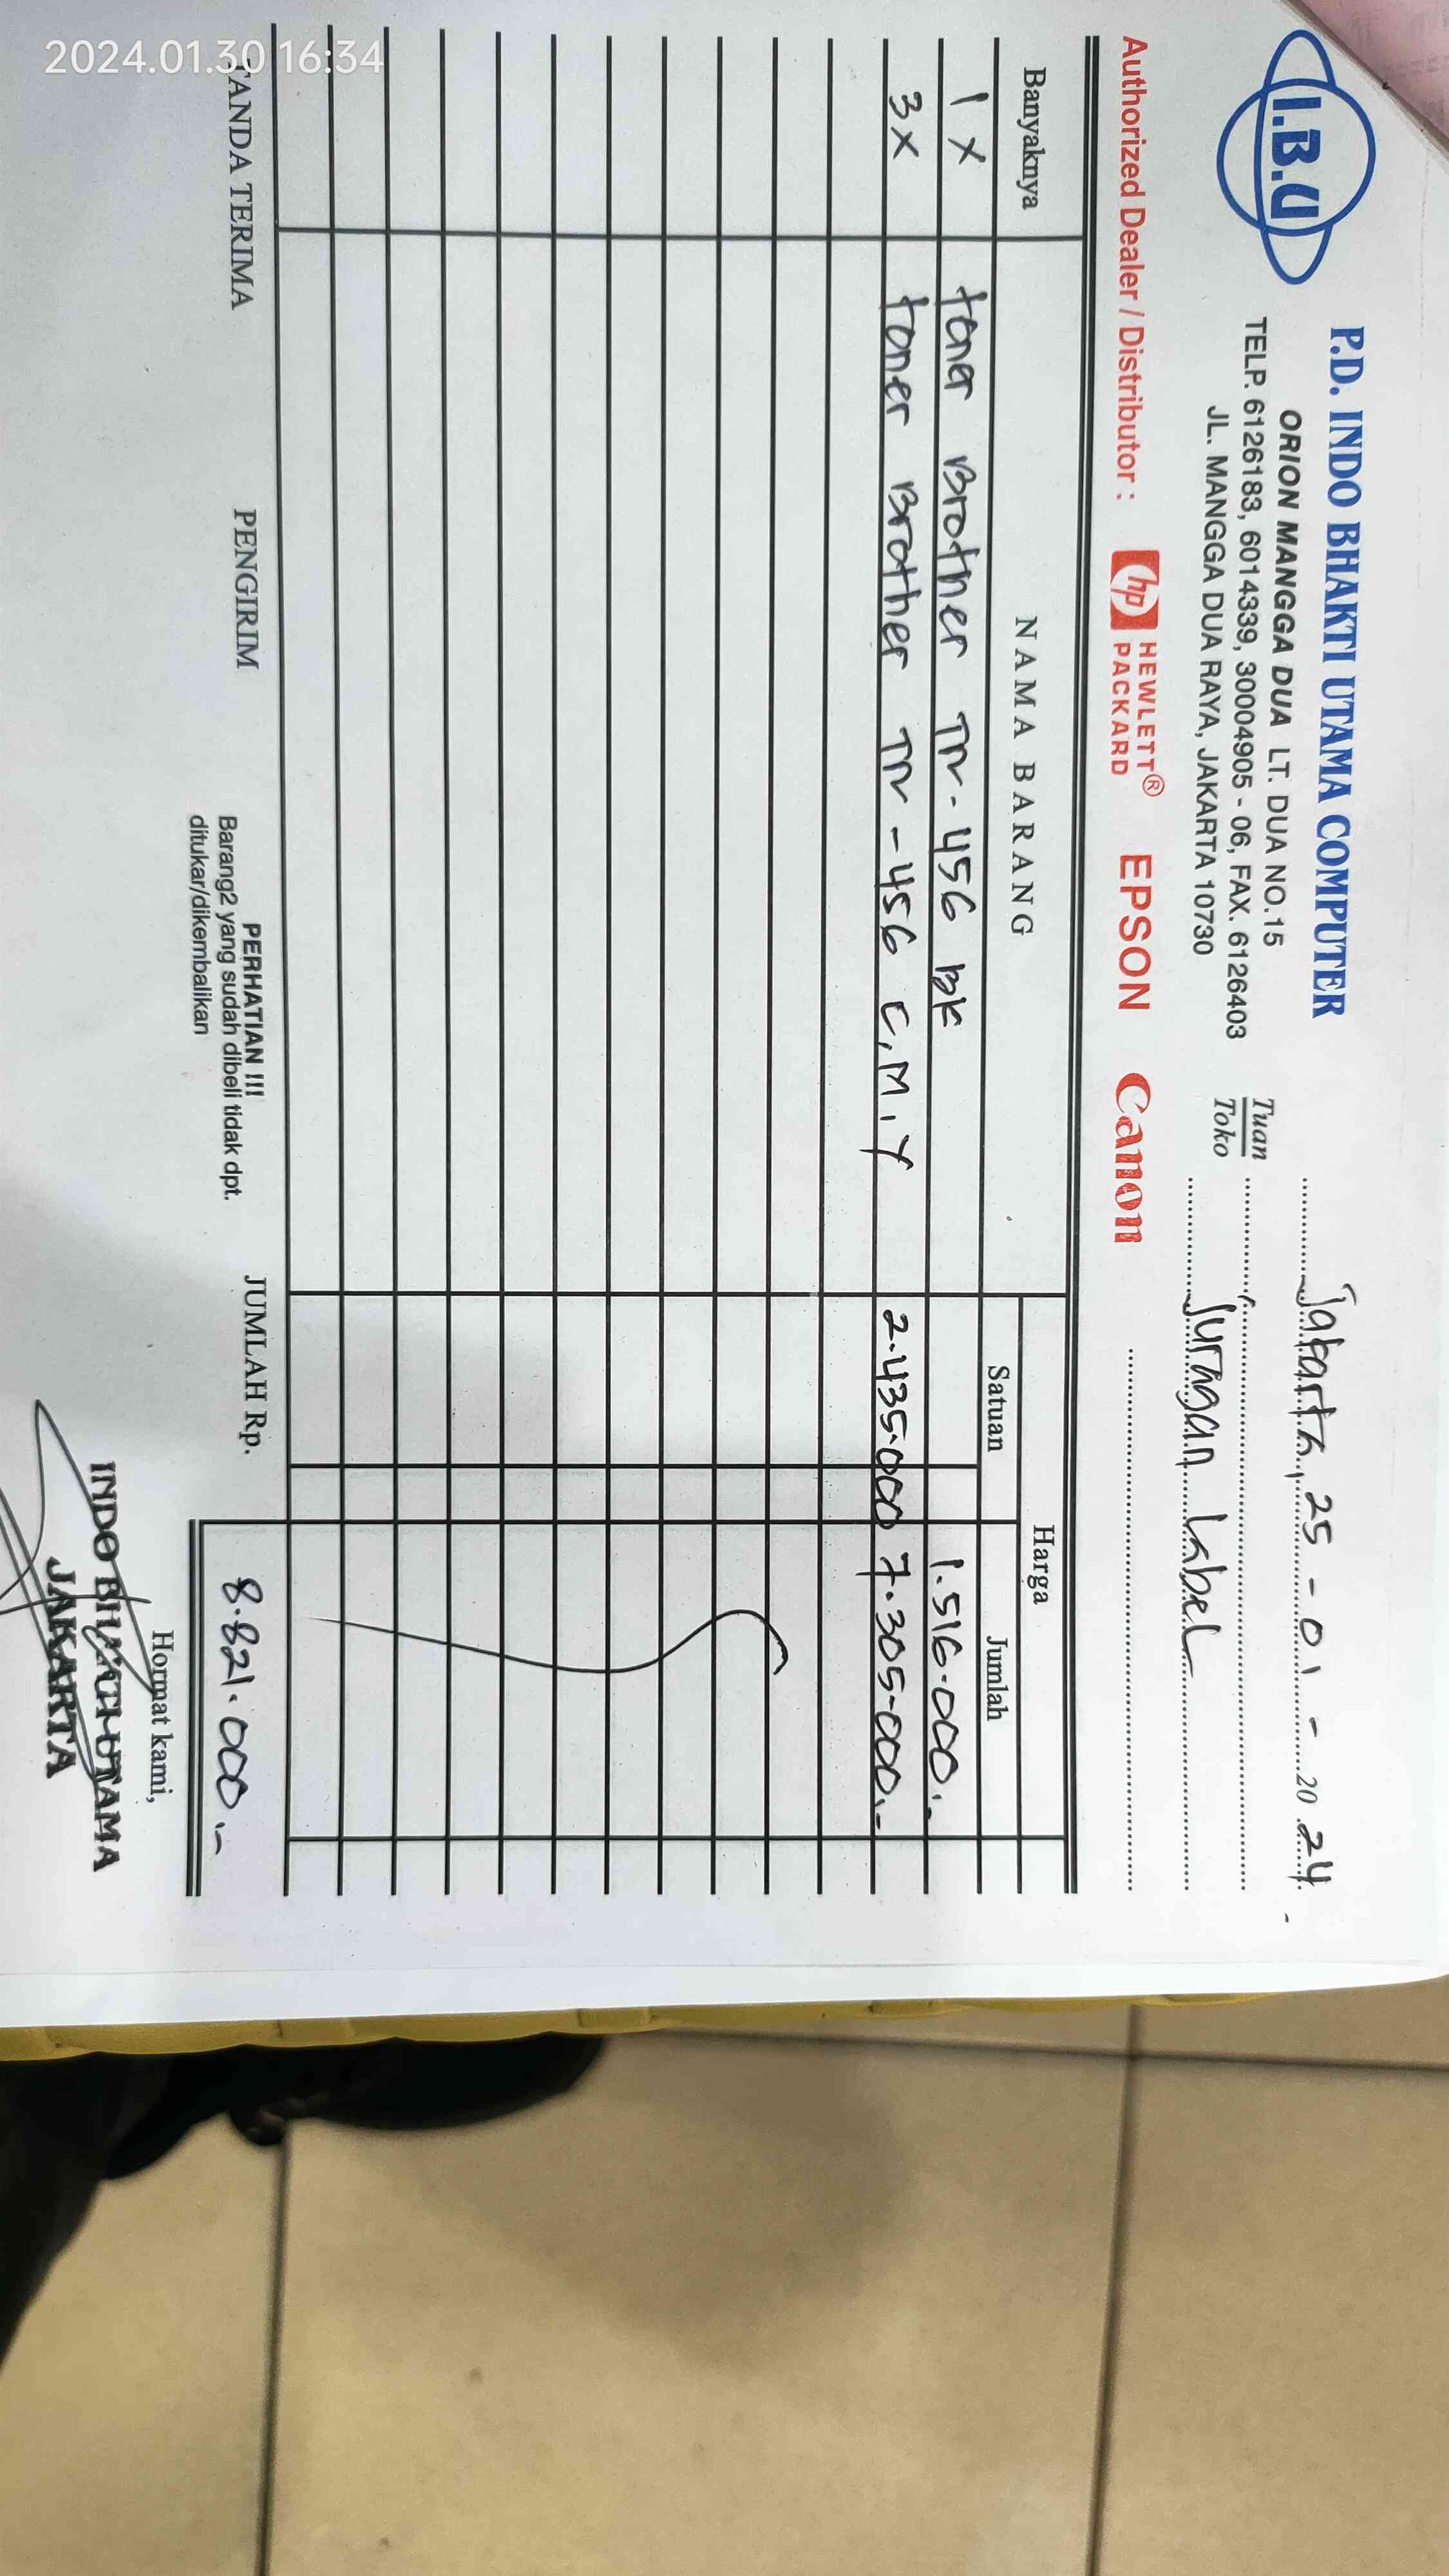 2024.01.30 16:34
I.B.U
P.D. INDO BHAKTI UTAMA COMPUTER
ORION MANGGA DUA LT. DUA NO.15
TELP. 6126183, 6014339, 30004905 - 06, FAX. 6126403
JL. MANGGA DUA RAYA, JAKARTA 10730
Jakarta, 25 - 01 - 2024
Tuan
Toko
Juragan Label
Authorized Dealer / Distributor : hp HEWLETT® PACKARD EPSON Canon
Banyaknya NAMA BARANG Harga
Satuan Jumlah
1 x toner Brother TN-456 BK 1.516.000.-
3 x toner Brother TN-456 C, M, Y 2.435.000 7.305.000.-
TANDA TERIMA PENGIRIM
PERHATIAN !!!
Barang2 yang sudah dibeli tidak dpt.
ditukar/dikembalikan
JUMLAH Rp. 8.821.000.-
Hormat kami,
INDO BHAKTI UTAMA
JAKARTA